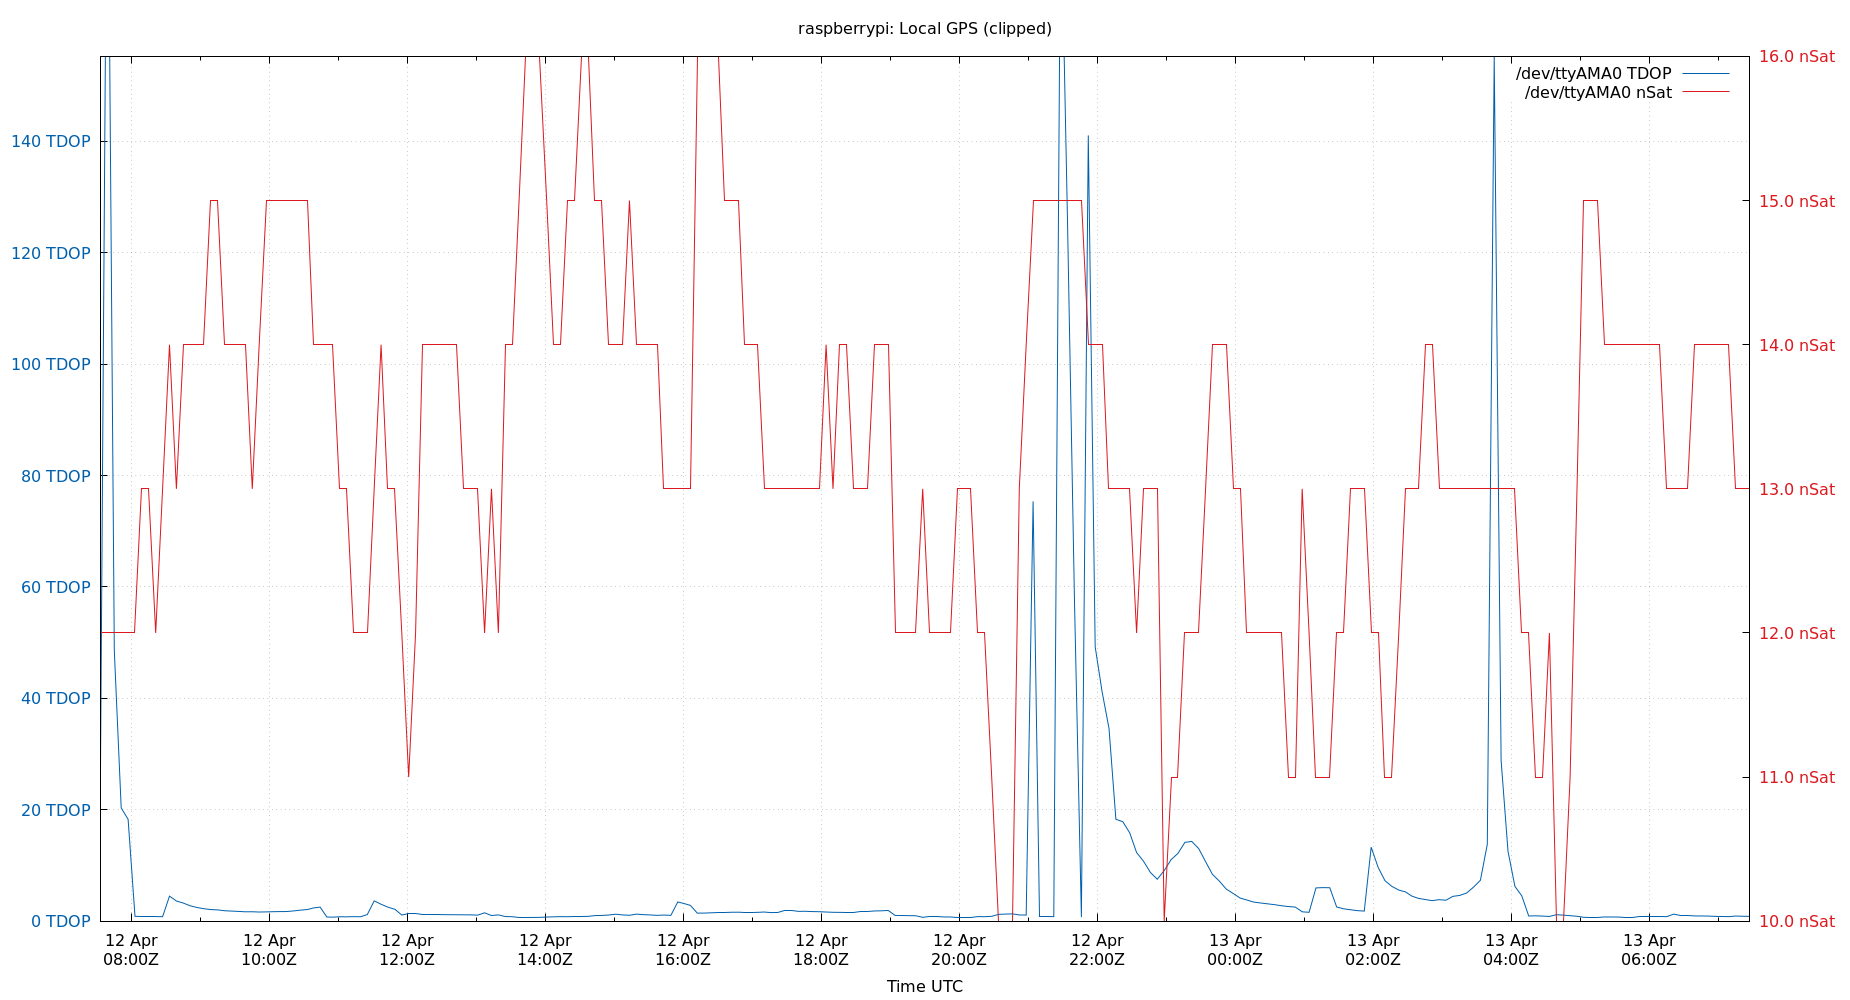 raspberrypi: Local GPS (clipped)
/dev/ttyAMA0 TDOP
/dev/ttyAMA0 nSat
140 TDOP
120 TDOP
100 TDOP
80 TDOP
60 TDOP
40 TDOP
20 TDOP
0 TDOP
16.0 nSat
15.0 nSat
14.0 nSat
13.0 nSat
12.0 nSat
11.0 nSat
10.0 nSat
12 Apr
08:00Z
12 Apr
10:00Z
12 Apr
12:00Z
12 Apr
14:00Z
12 Apr
16:00Z
12 Apr
18:00Z
12 Apr
20:00Z
12 Apr
22:00Z
13 Apr
00:00Z
13 Apr
02:00Z
13 Apr
04:00Z
13 Apr
06:00Z
Time UTC